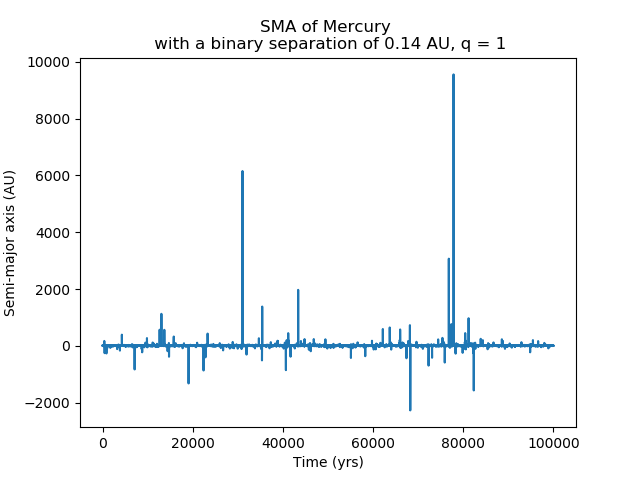 SMA of Mercury
with a binary separation of 0.14 AU, q = 1
10000
8000
6000
4000
2000
0
−2000
Semi-major axis (AU)
0 20000 40000 60000 80000 100000
Time (yrs)